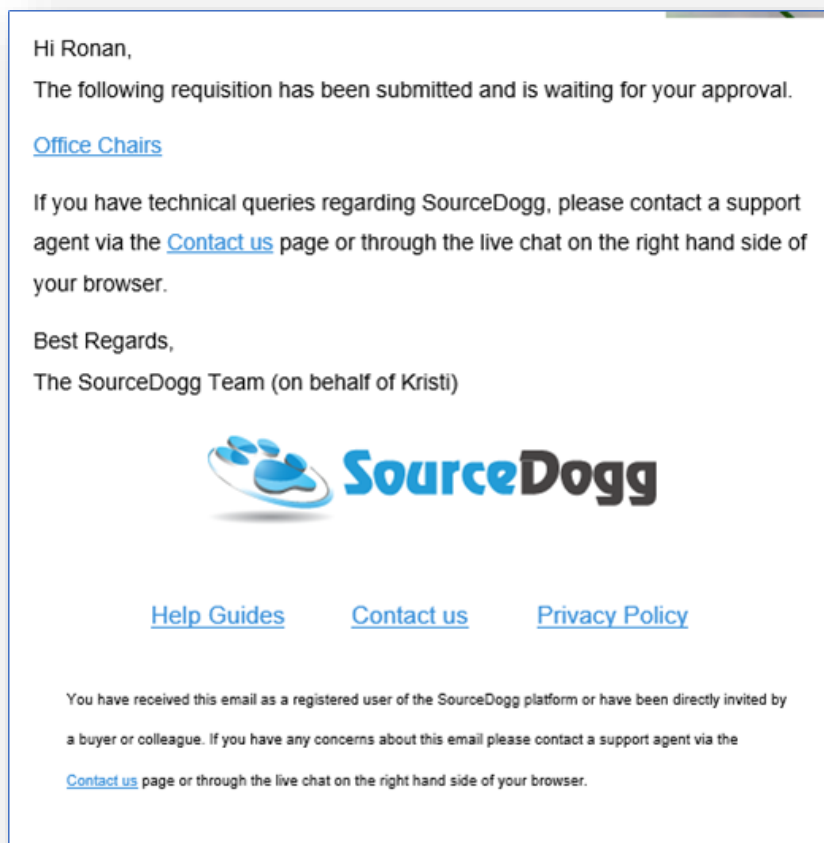 Hi Ronan,
The following requisition has been submitted and is waiting for your approval.
Office Chairs
If you have technical queries regarding SourceDogg, please contact a support
agent via the Contact us page or through the live chat on the right hand side of
your browser.
Best Regards,
The SourceDogg Team (on behalf of Kristi)
SourceDogg
Help Guides Contact us Privacy Policy
You have received this email as a registered user of the SourceDogg platform or have been directly invited by
a buyer or colleague. If you have any concerns about this email please contact a support agent via the
Contact us page or through the live chat on the right hand side of your browser.